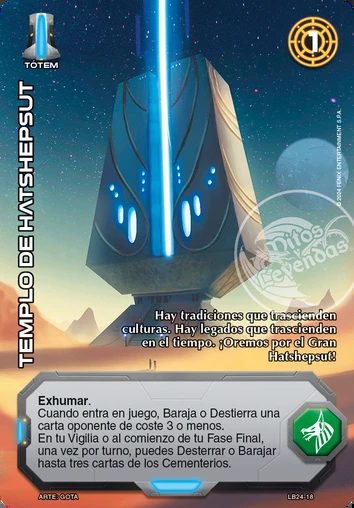 TÓTEM
1
TEMPLO DE HATSHEPSUT
© 2024 FENIX ENTERTAINMENT S.P.A.
Mitos y
Leyendas
Hay tradiciones que trascienden
culturas. Hay legados que trascienden
en el tiempo. ¡Oremos por el Gran
Hatshepsut!
Exhumar.
Cuando entra en juego, Baraja o Destierra una
carta oponente de coste 3 o menos.
En tu Vigilia o al comienzo de tu Fase Final,
una vez por turno, puedes Desterrar o Barajar
hasta tres cartas de los Cementerios.
ARTE: GOTA
LB24-18